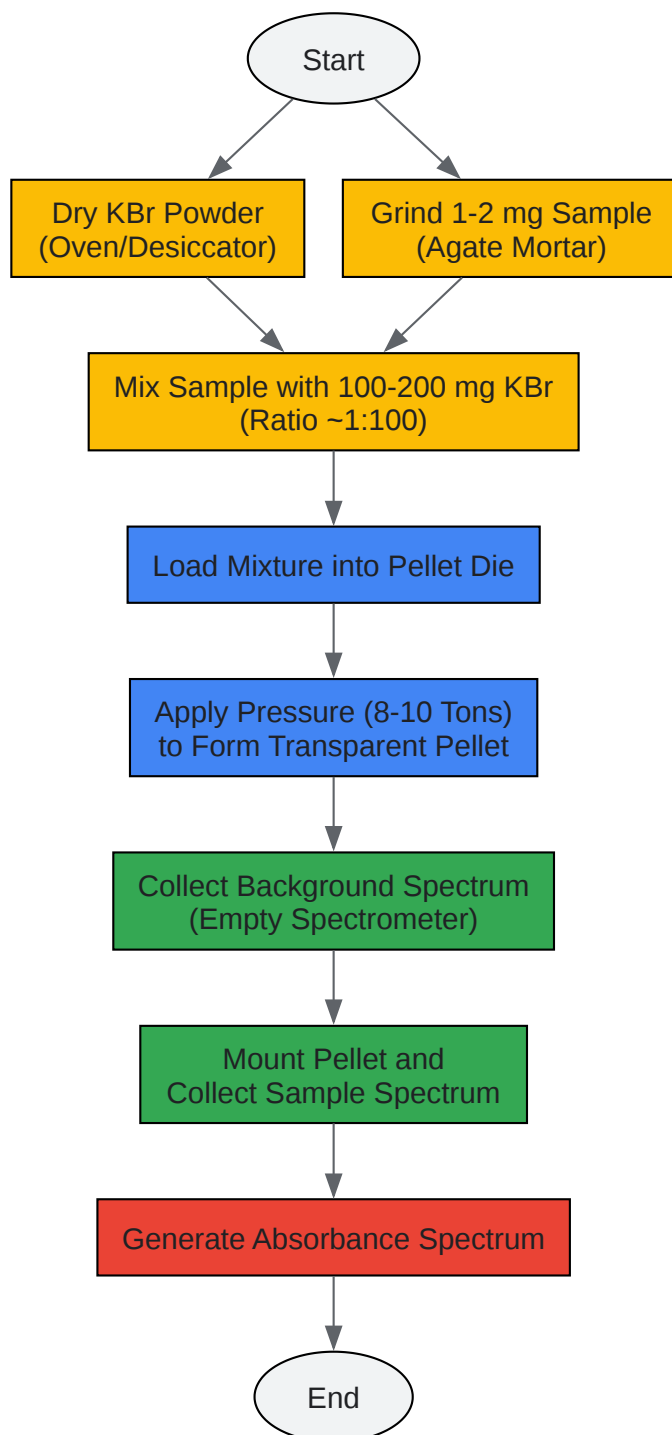 Start
Dry KBr Powder
(Oven/Desiccator)
Grind 1-2 mg Sample
(Agate Mortar)
Mix Sample with 100-200 mg KBr
(Ratio ~1:100)
Load Mixture into Pellet Die
Apply Pressure (8-10 Tons)
to Form Transparent Pellet
Collect Background Spectrum
(Empty Spectrometer)
Mount Pellet and
Collect Sample Spectrum
Generate Absorbance Spectrum
End